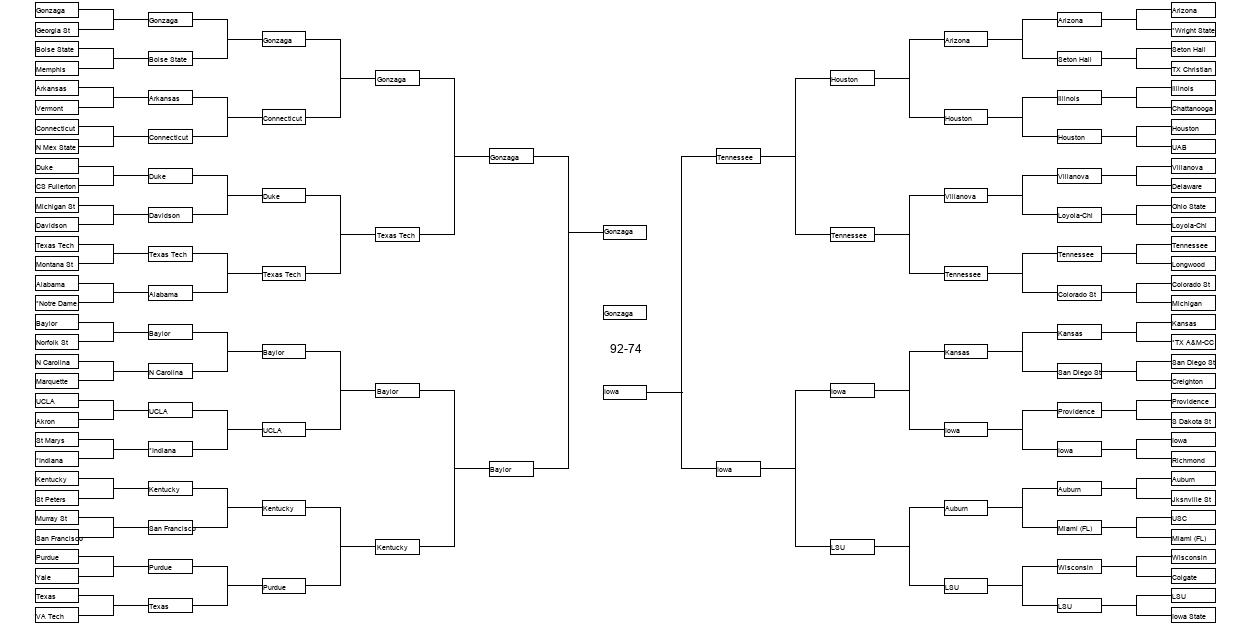 Gonzaga
Georgia St
Boise State
Memphis
Arkansas
Vermont
Connecticut
N Mex State
Duke
CS Fullerton
Michigan St
Davidson
Texas Tech
Montana St
Alabama
*Notre Dame
Baylor
Norfolk St
N Carolina
Marquette
UCLA
Akron
St Marys
*Indiana
Kentucky
St Peters
Murray St
San Francisco
Purdue
Yale
Texas
VA Tech
Gonzaga
Boise State
Arkansas
Connecticut
Duke
Davidson
Texas Tech
Alabama
Baylor
N Carolina
UCLA
*Indiana
Kentucky
San Francisco
Purdue
Texas
Gonzaga
Connecticut
Duke
Texas Tech
Baylor
UCLA
Kentucky
Purdue
Gonzaga
Texas Tech
Baylor
Kentucky
Gonzaga
Baylor
Gonzaga
Gonzaga
92-74
Iowa
Tennessee
Iowa
Houston
Tennessee
Iowa
LSU
Arizona
Houston
Villanova
Tennessee
Kansas
Iowa
Auburn
LSU
Arizona
Seton Hall
Illinois
Houston
Villanova
Loyola-Chi
Tennessee
Colorado St
Kansas
San Diego St
Providence
Iowa
Auburn
Miami (FL)
Wisconsin
LSU
Arizona
*Wright State
Seton Hall
TX Christian
Illinois
Chattanooga
Houston
UAB
Villanova
Delaware
Ohio State
Loyola-Chi
Tennessee
Longwood
Colorado St
Michigan
Kansas
*TX A&M-CC
San Diego St
Creighton
Providence
S Dakota St
Iowa
Richmond
Auburn
Jksnville St
USC
Miami (FL)
Wisconsin
Colgate
LSU
Iowa State